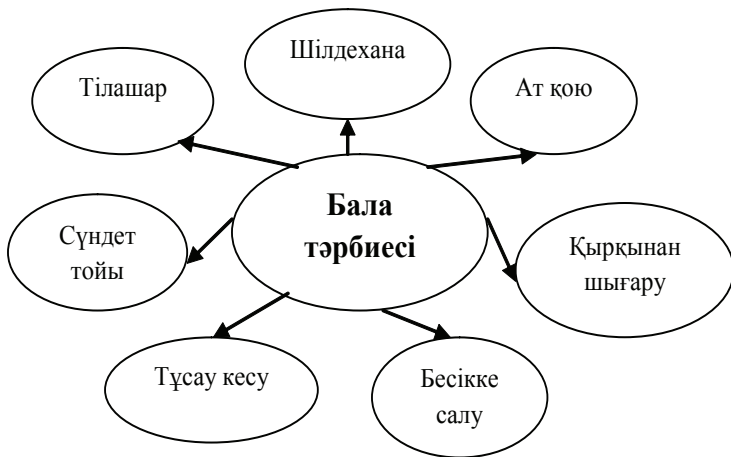 Шілдехана
Тілашар
Ат қою
Бала
тәрбиесі
Сүндет
тойы
Қырқынан
шығару
Тұсау кесу
Бесікке
салу